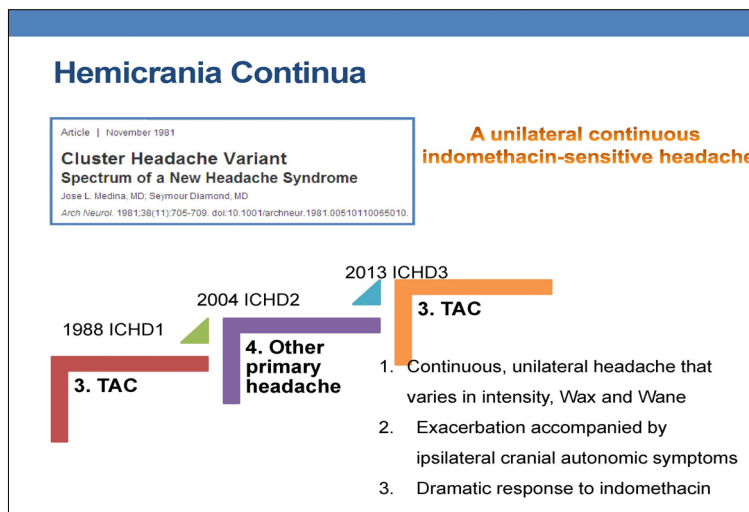 Hemicrania Continua
Article | November 1981
Cluster Headache Variant
Spectrum of a New Headache Syndrome
Jose L. Medina, MD; Seymour Diamond, MD
Arch Neurol. 1981;38(11):705-709. doi:10.1001/archneur.1981.00510110065010.
A unilateral continuous
indomethacin-sensitive headache
1988 ICHD1
3. TAC
2004 ICHD2
4. Other
primary
headache
2013 ICHD3
3. TAC
1. Continuous, unilateral headache that
varies in intensity, Wax and Wane
2. Exacerbation accompanied by
ipsilateral cranial autonomic symptoms
3. Dramatic response to indomethacin